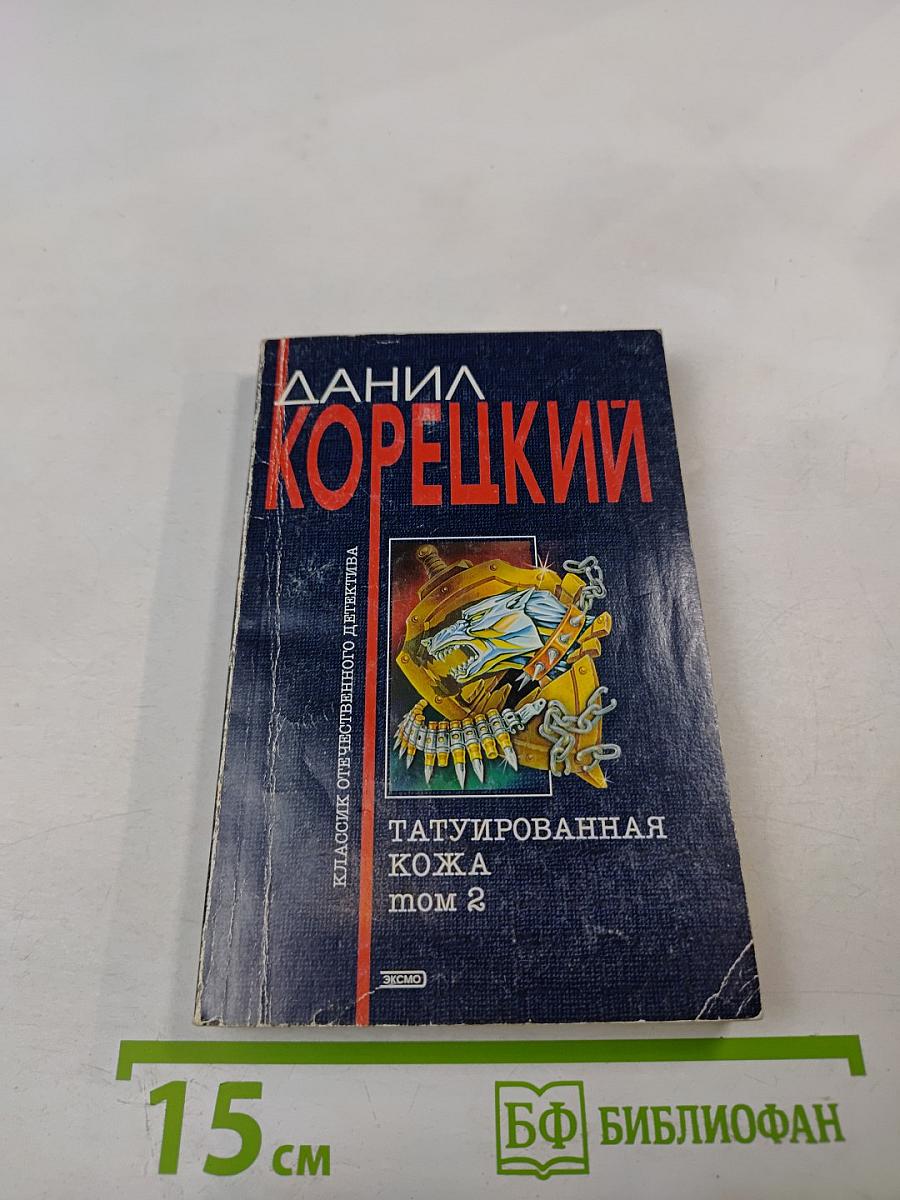 ДАНИЛ
КОРЕЦКИЙ
КЛАССИК ОТЕЧЕСТВЕННОГО ДЕТЕКТИВА
ТАТУИРОВАННАЯ
КОЖА
том 2
ЭКСМО
15 см
БФ БИБЛИОФАН